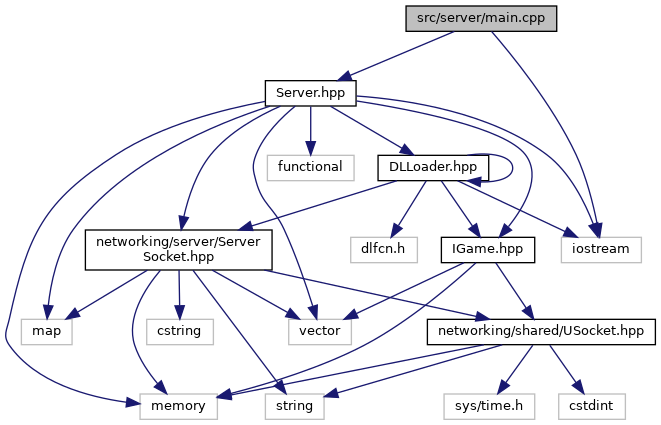 src/server/main.cpp
Server.hpp
functional
DLLoader.hpp
networking/server/Server
Socket.hpp
dlfcn.h
IGame.hpp
iostream
map
cstring
vector
networking/shared/USocket.hpp
memory
string
sys/time.h
cstdint